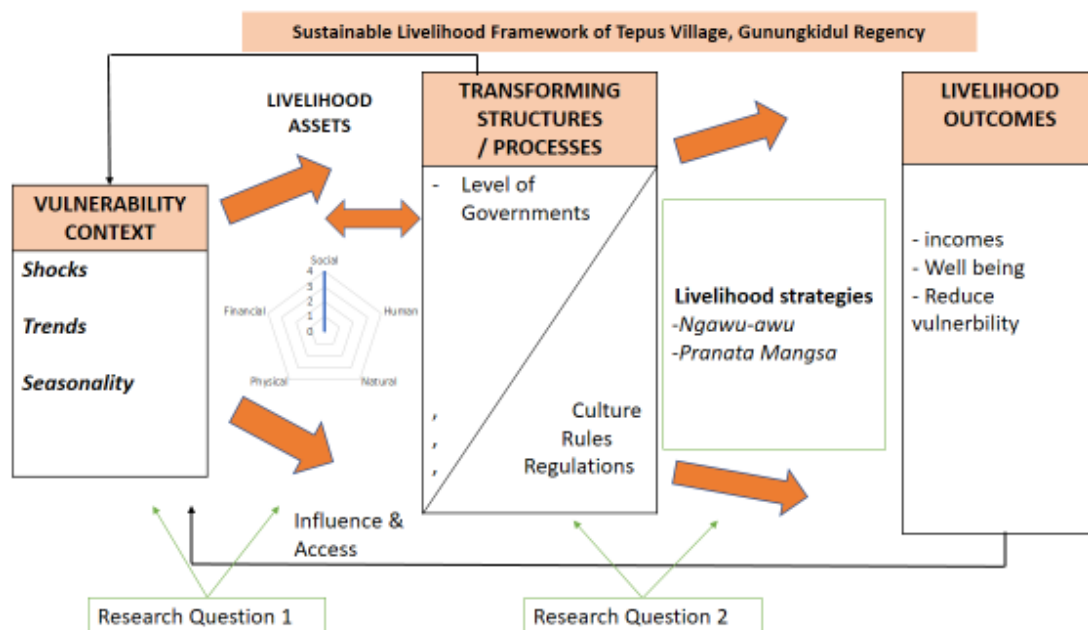 Sustainable Livelihood Framework of Tepus Village, Gunungkidul Regency
VULNERABILITY
CONTEXT
Shocks
Trends
Seasonality
LIVELIHOOD
ASSETS
Social
4
3
2
1
0
Financial
Human
Physical
Natural
Influence &
Access
TRANSFORMING
STRUCTURES
/ PROCESSES
- Level of
Governments
,
,
,
Culture
Rules
Regulations
Livelihood strategies
-Ngawu-awu
-Pranata Mangsa
LIVELIHOOD
OUTCOMES
- incomes
- Well being
- Reduce
vulnerbility
Research Question 1
Research Question 2